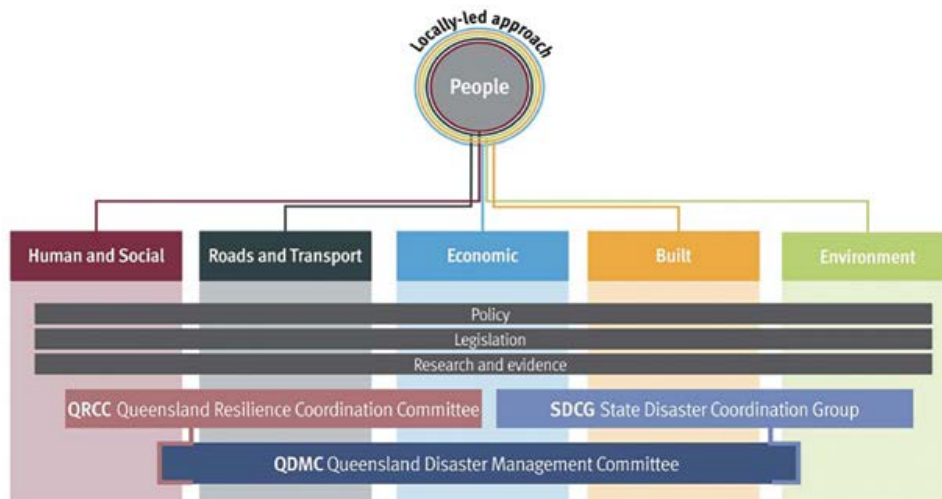 Locally-led approach
People
Human and Social
Roads and Transport
Economic
Built
Environment
Policy
Legislation
Research and evidence
QRCC Queensland Resilience Coordination Committee
SDCG State Disaster Coordination Group
QDMC Queensland Disaster Management Committee